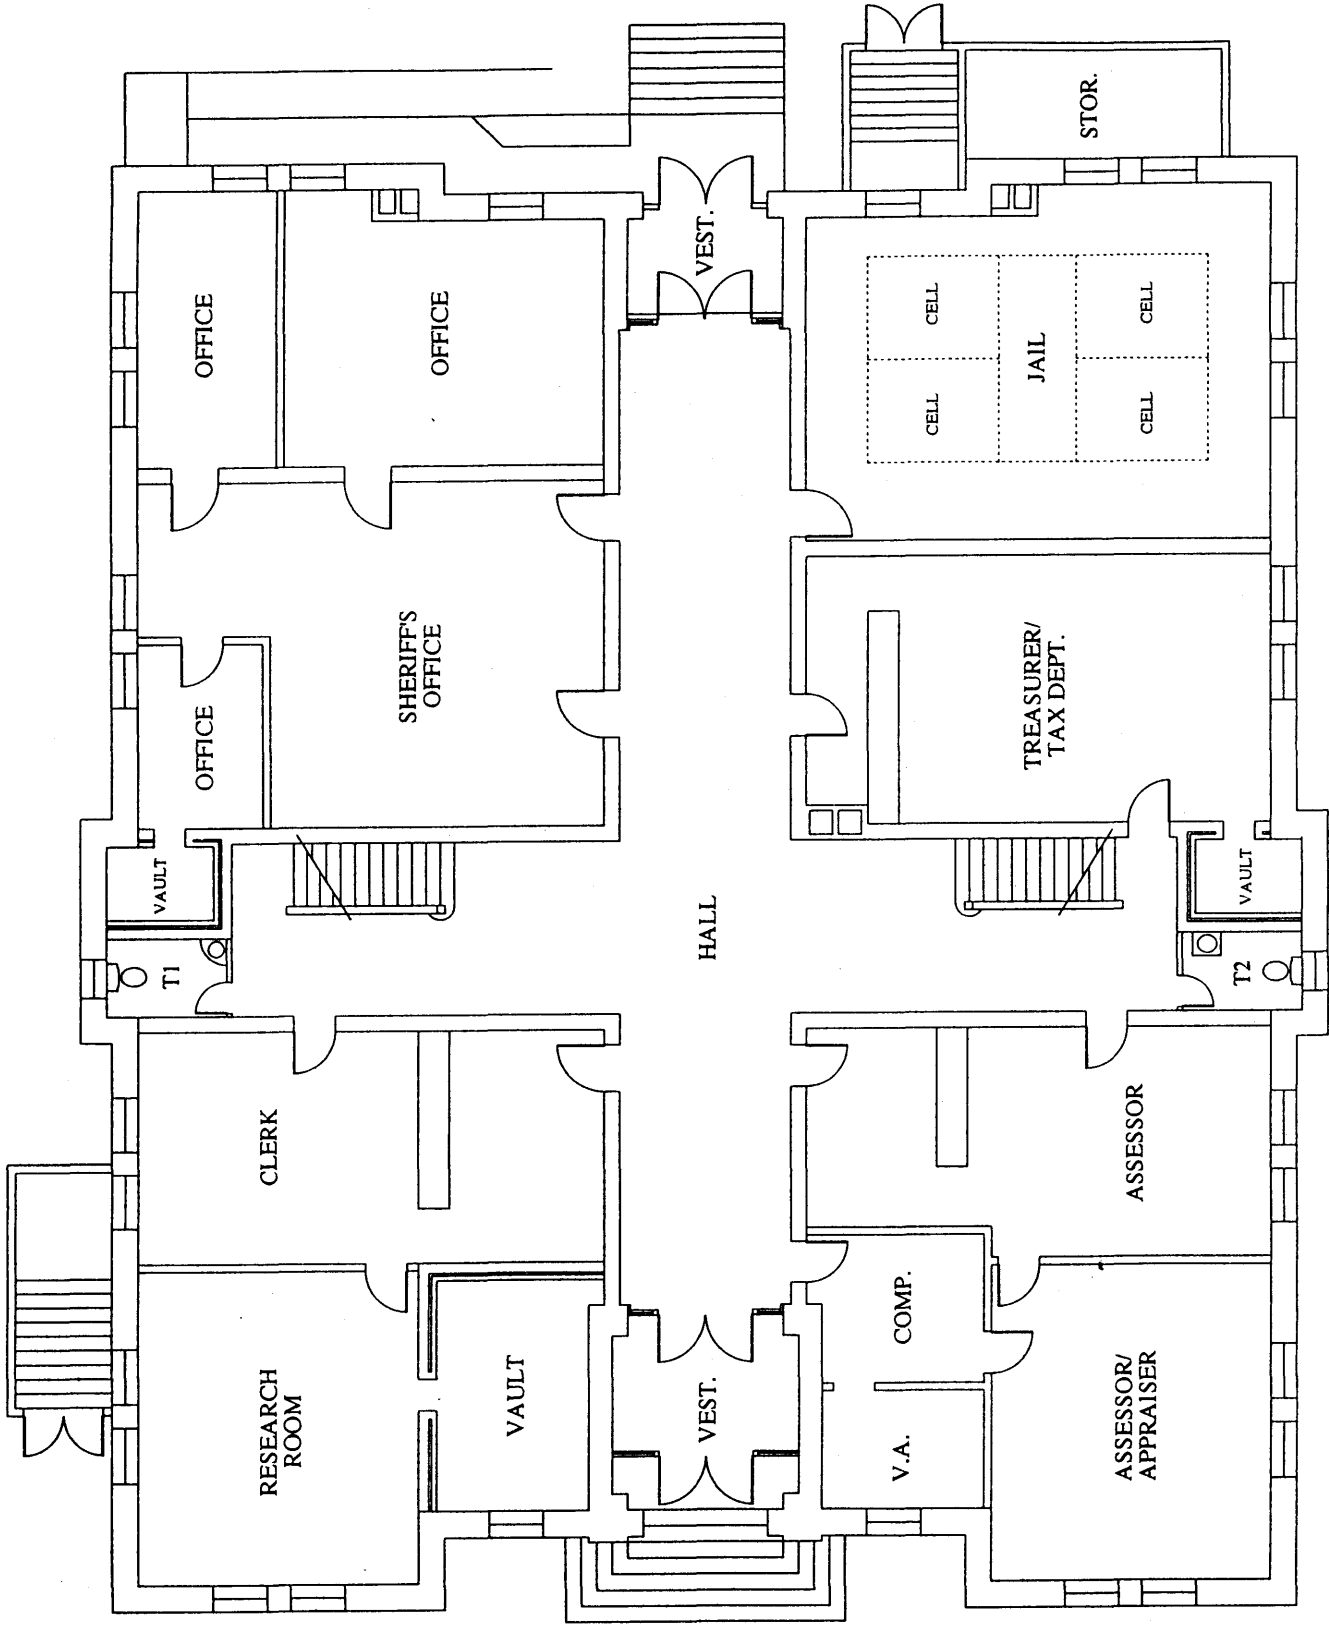 STOR.
VEST.
OFFICE
OFFICE
CELL
CELL
JAIL
CELL
CELL
SHERIFF'S
OFFICE
TREASURER/
TAX DEPT.
OFFICE
VAULT
VAULT
HALL
T1
T2
CLERK
ASSESSOR
COMP.
RESEARCH
ROOM
VAULT
VEST.
V.A.
ASSESSOR/
APPRAISER